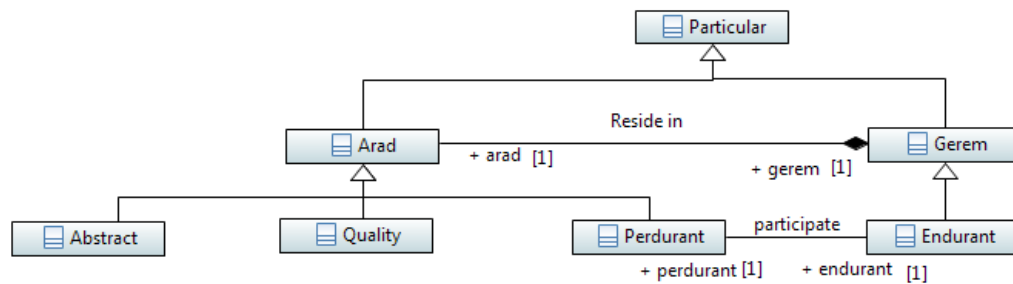 Particular
Reside in
Arad
Gerem
+ arad [1]
+ gerem [1]
Abstract
Quality
Perdurant
participate
Endurant
+ perdurant [1]
+ endurant [1]